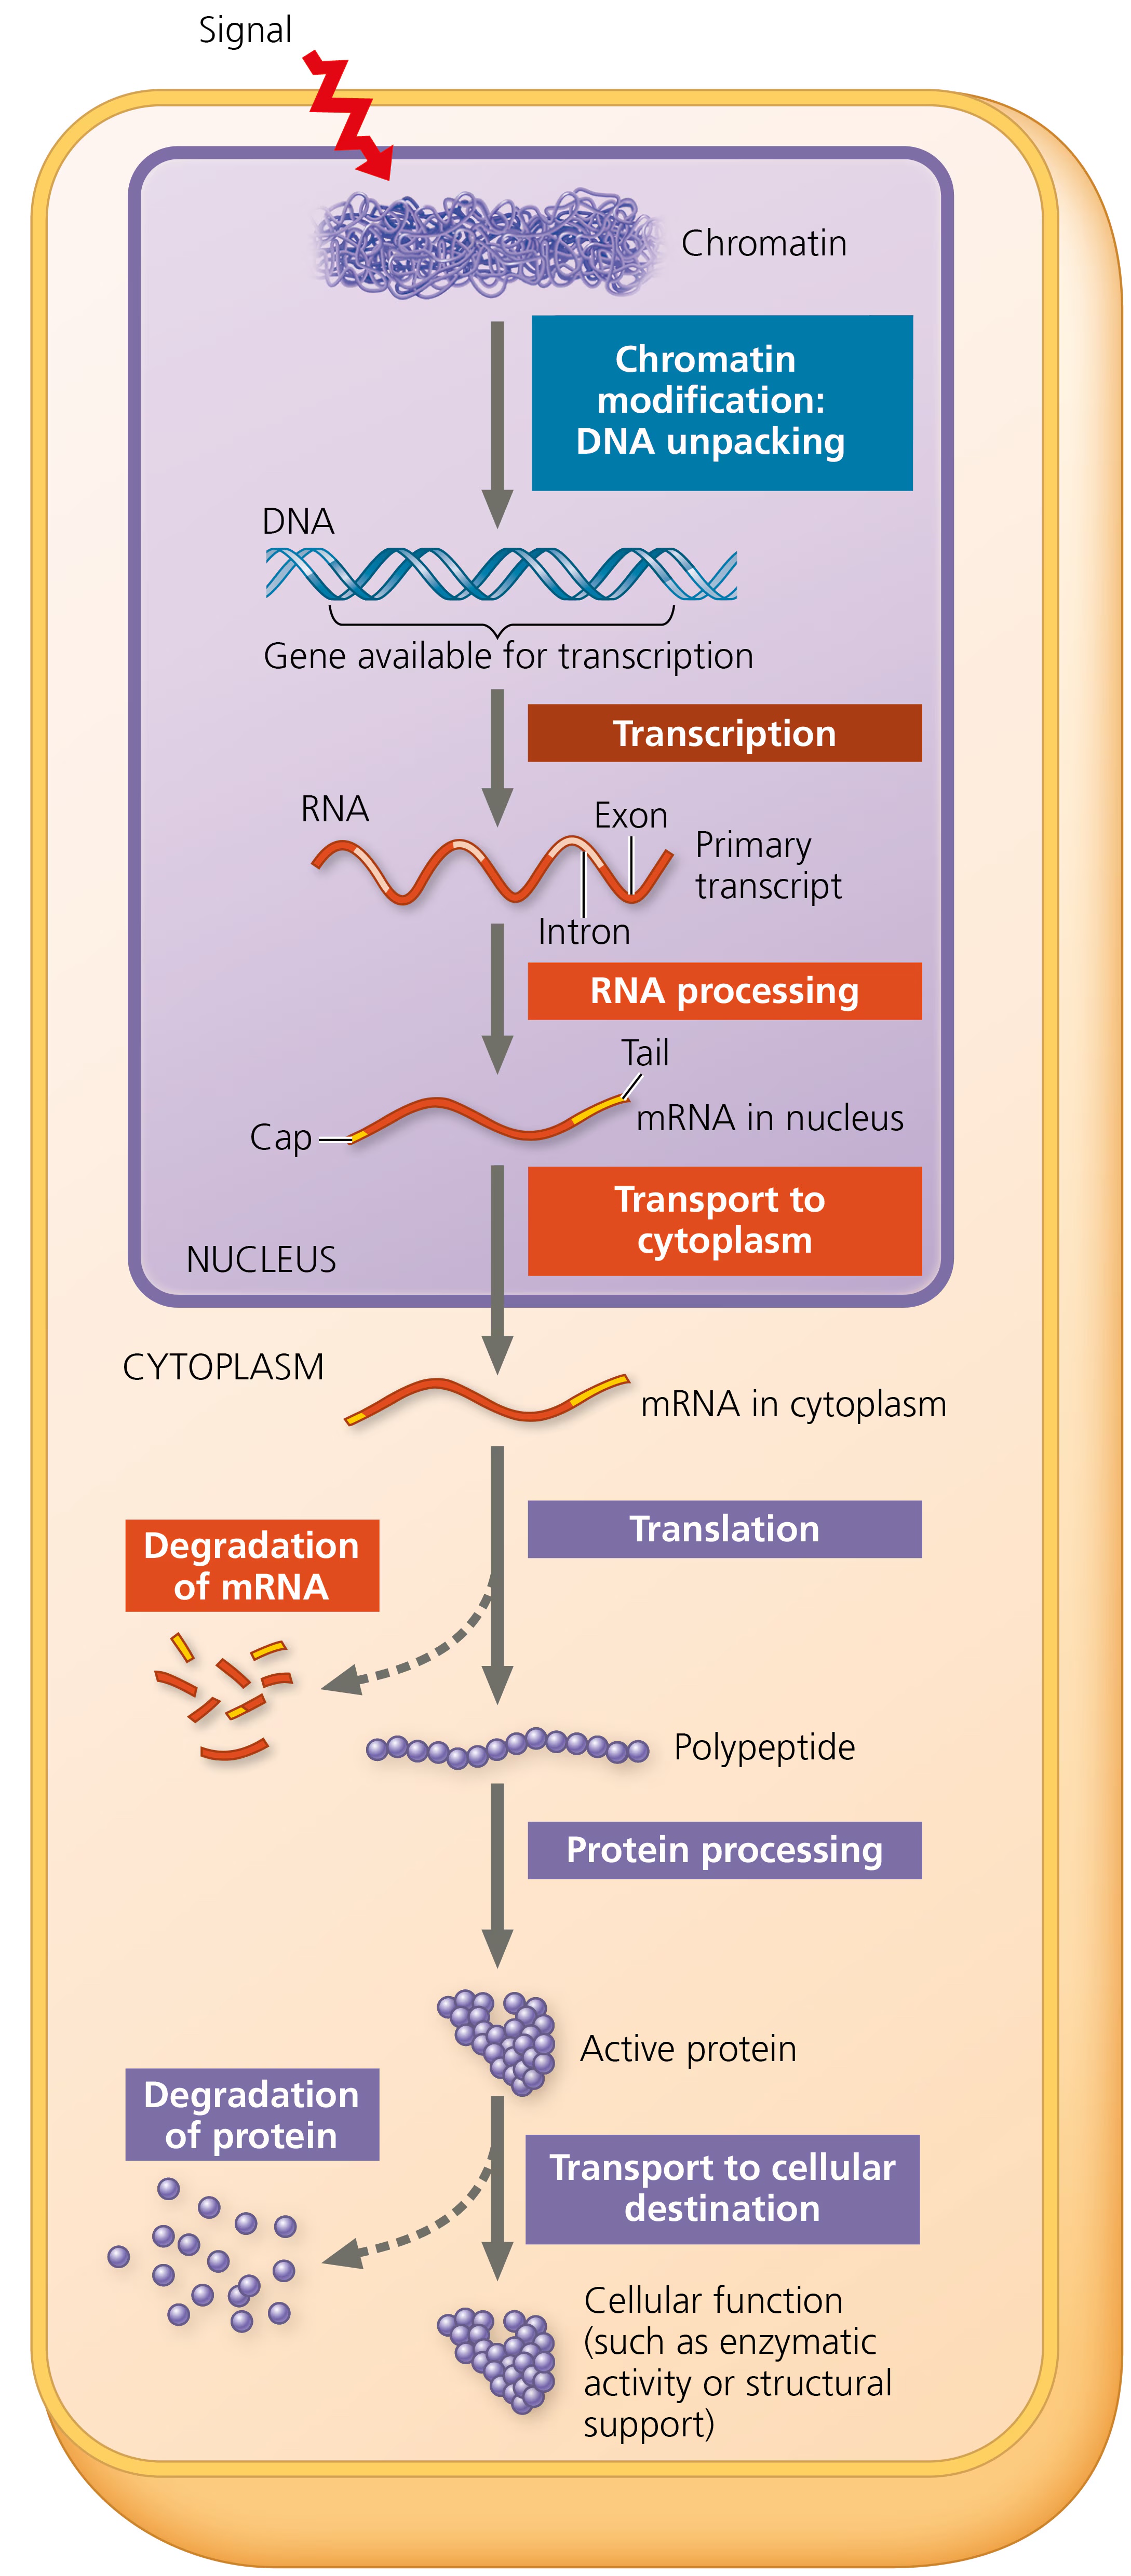 Signal
Chromatin
Chromatin
modification:
DNA unpacking
DNA
Gene available for transcription
Transcription
RNA
Exon
Primary
transcript
Intron
RNA processing
Tail
mRNA in nucleus
Cap
Transport to
cytoplasm
NUCLEUS
CYTOPLASM
mRNA in cytoplasm
Translation
Degradation
of mRNA
Polypeptide
Protein processing
Active protein
Degradation
of protein
Transport to cellular
destination
Cellular function
(such as enzymatic
activity or structural
support)